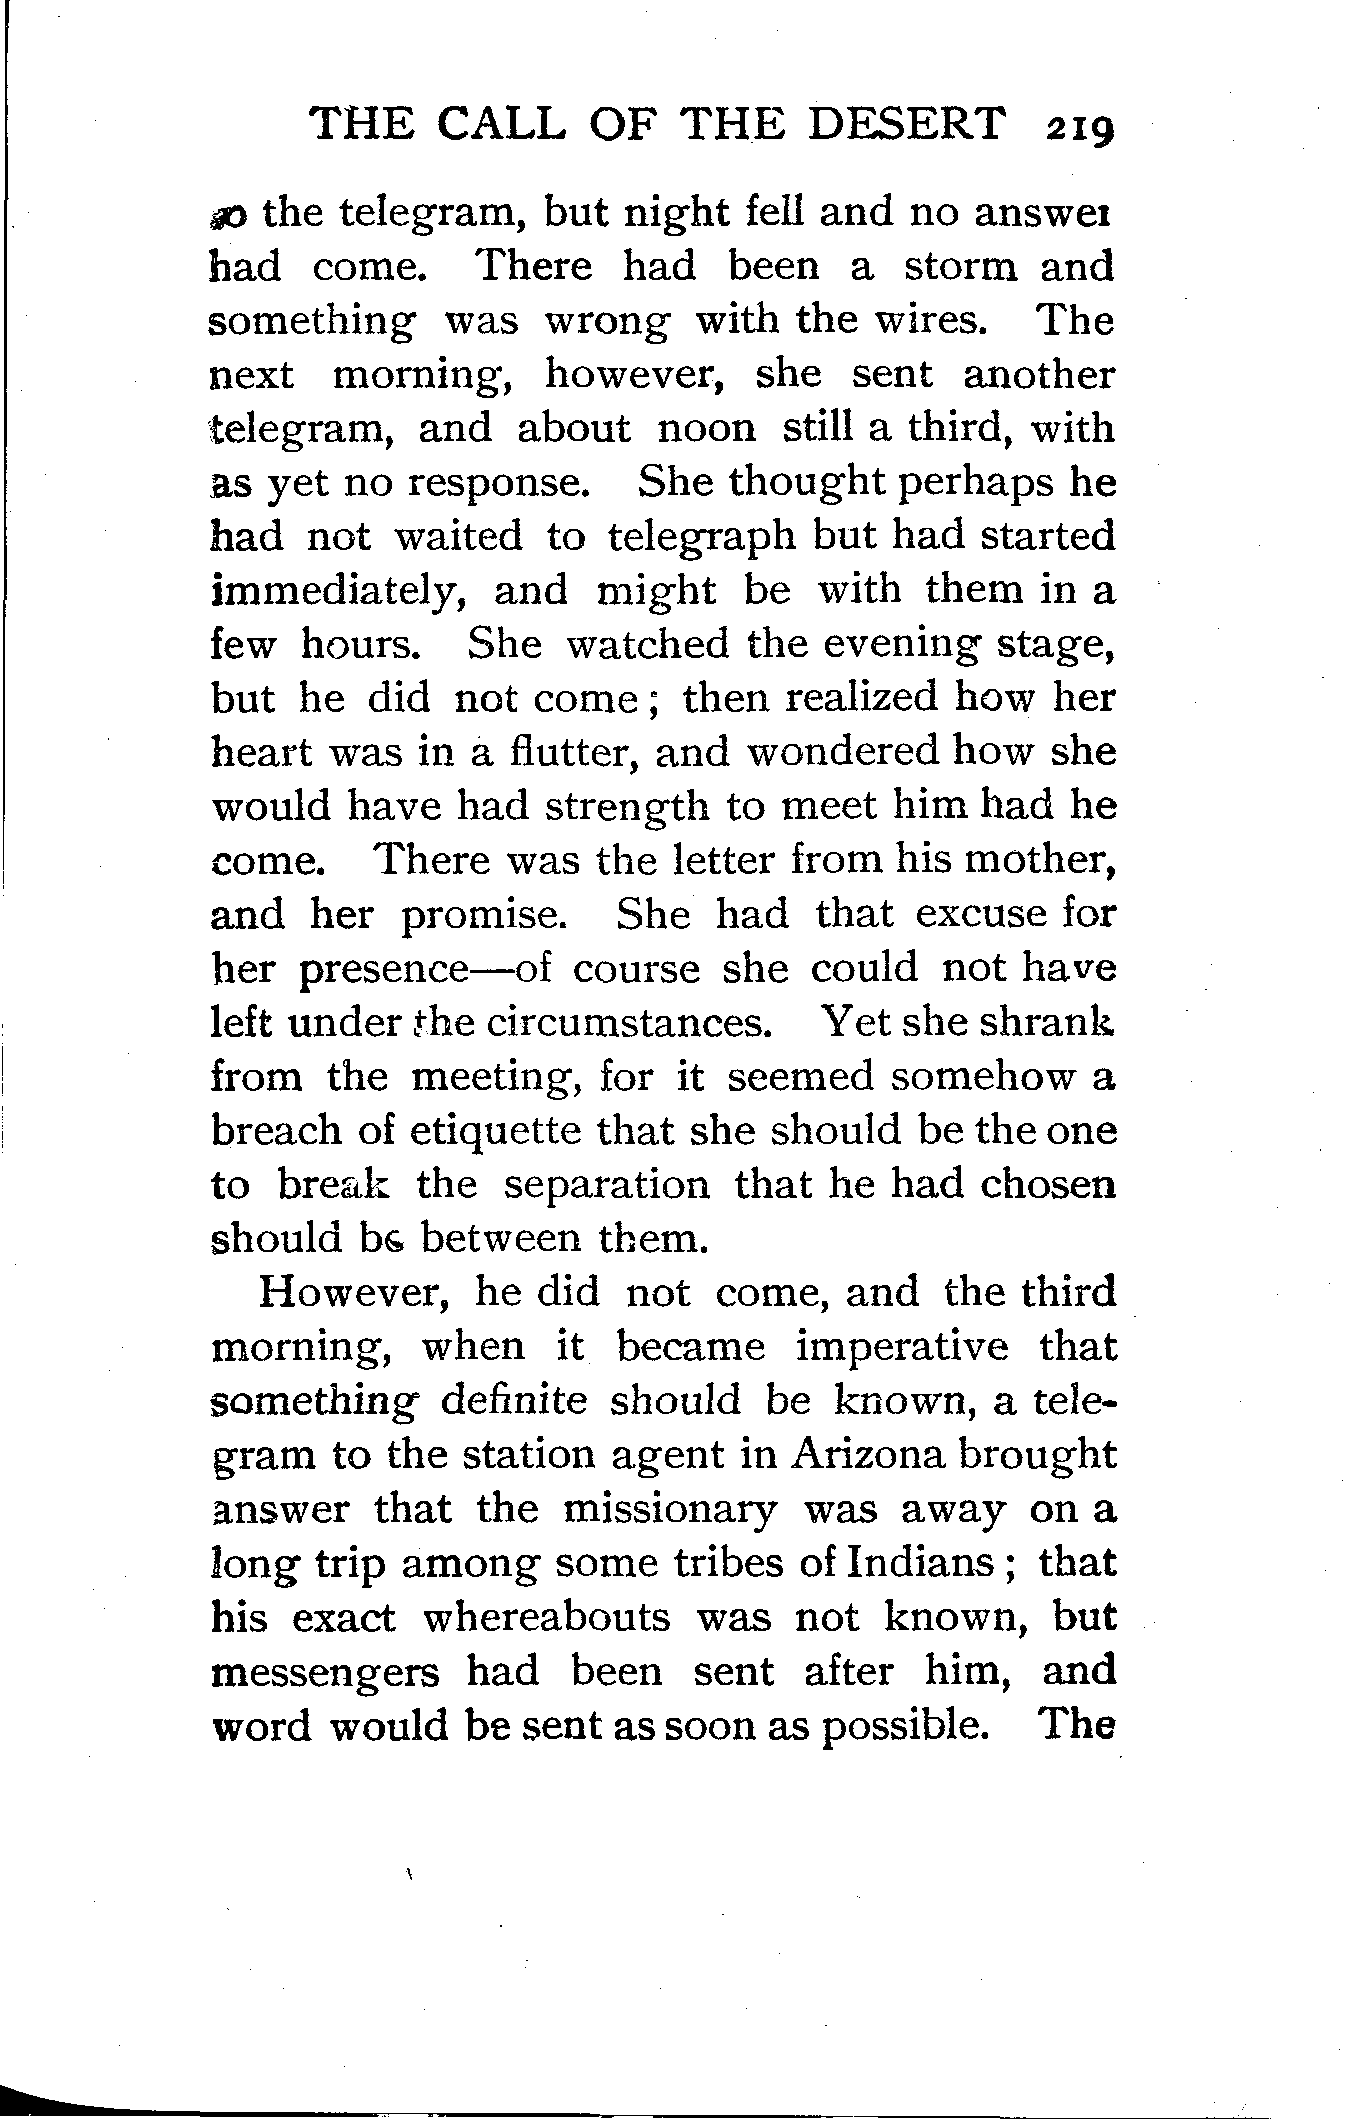 THE CALL OF THE DESERT 219
to the telegram, but night fell and no answer
had come. There had been a storm and
something was wrong with the wires. The
next morning, however, she sent another
telegram, and about noon still a third, with
as yet no response. She thought perhaps he
had not waited to telegraph but had started
immediately, and might be with them in a
few hours. She watched the evening stage,
but he did not come; then realized how her
heart was in a flutter, and wondered how she
would have had strength to meet him had he
come. There was the letter from his mother,
and her promise. She had that excuse for
her presence—of course she could not have
left under the circumstances. Yet she shrank
from the meeting, for it seemed somehow a
breach of etiquette that she should be the one
to break the separation that he had chosen
should be between them.
However, he did not come, and the third
morning, when it became imperative that
something definite should be known, a tele-
gram to the station agent in Arizona brought
answer that the missionary was away on a
long trip among some tribes of Indians; that
his exact whereabouts was not known, but
messengers had been sent after him, and
word would be sent as soon as possible. The